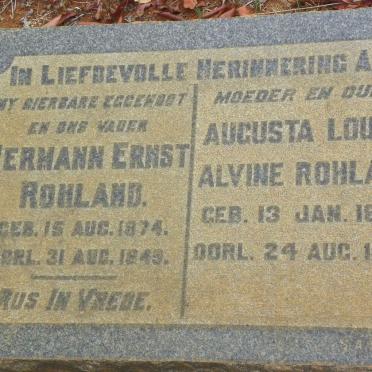 IN LIEFDEVOLLE HERINNERING A
MY DIERBARE EGGENOOT
EN ONS VADER
HERMANN ERNST
ROHLAND.
GEB. 15 AUG. 1874.
OORL. 31 AUG. 1949.
RUS IN VREDE.
MOEDER EN OU
AUGUSTA LOU
ALVINE ROHLA
GEB. 13 JAN. 18
OORL. 24 AUG. 1